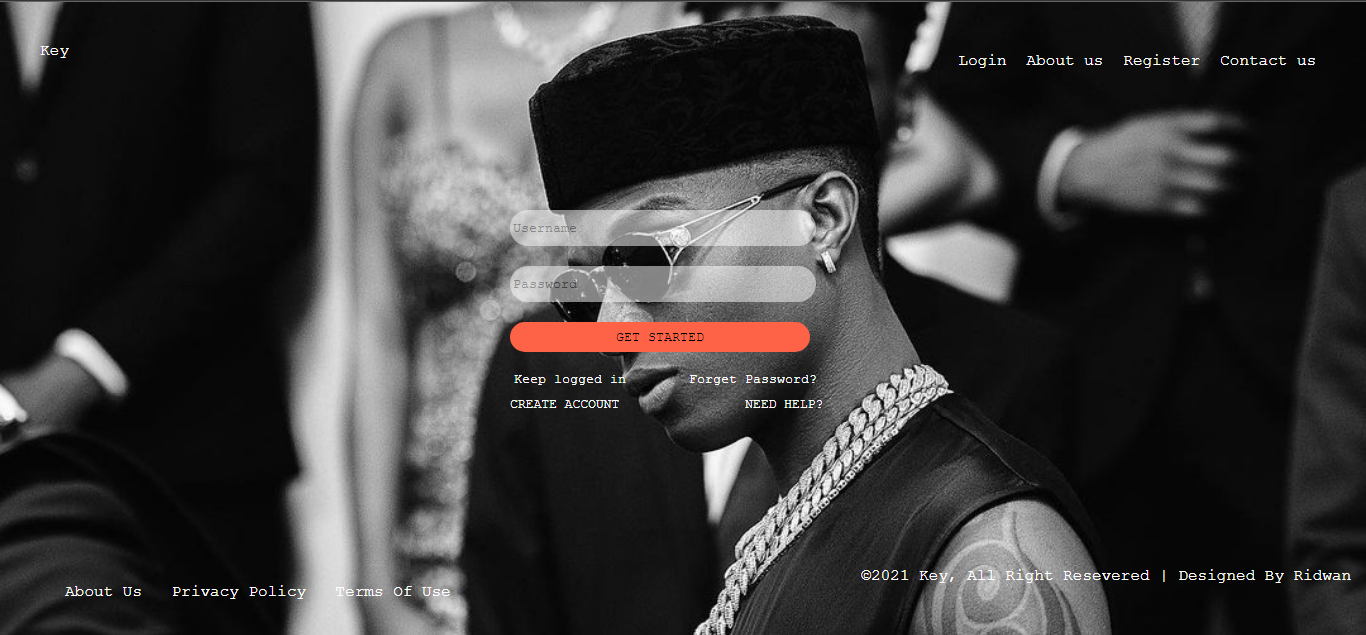 Key
Login About us Register Contact us
Username
Password
GET STARTED
Keep logged in Forget Password?
CREATE ACCOUNT NEED HELP?
©2021 Key, All Right Resevered | Designed By Ridwan
About Us Privacy Policy Terms Of Use